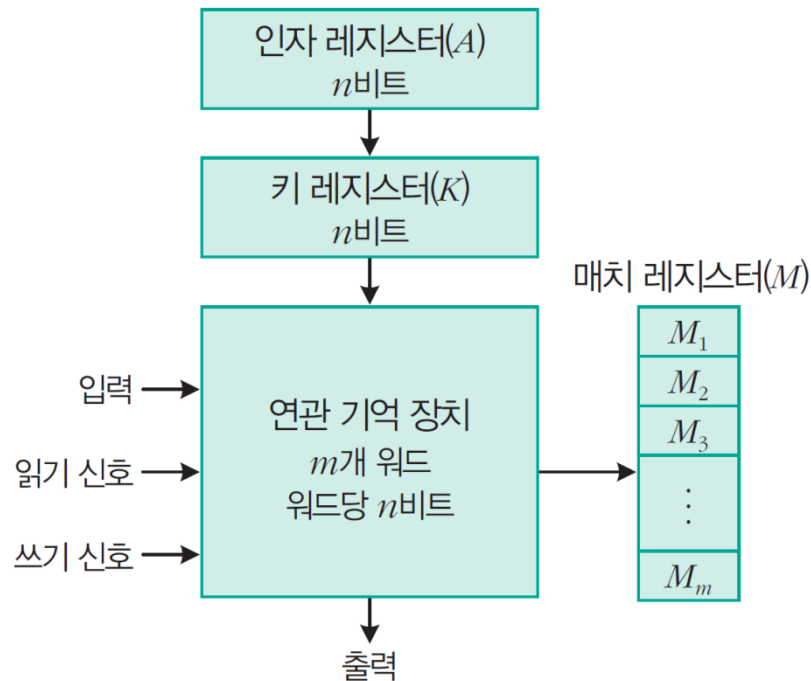 인자 레지스터(A)
n비트
키 레지스터(K)
n비트
매치 레지스터(M)
M₁
M₂
M₃
⋮
Mₘ
입력
읽기 신호
쓰기 신호
연관 기억 장치
m개 워드
워드당 n비트
출력